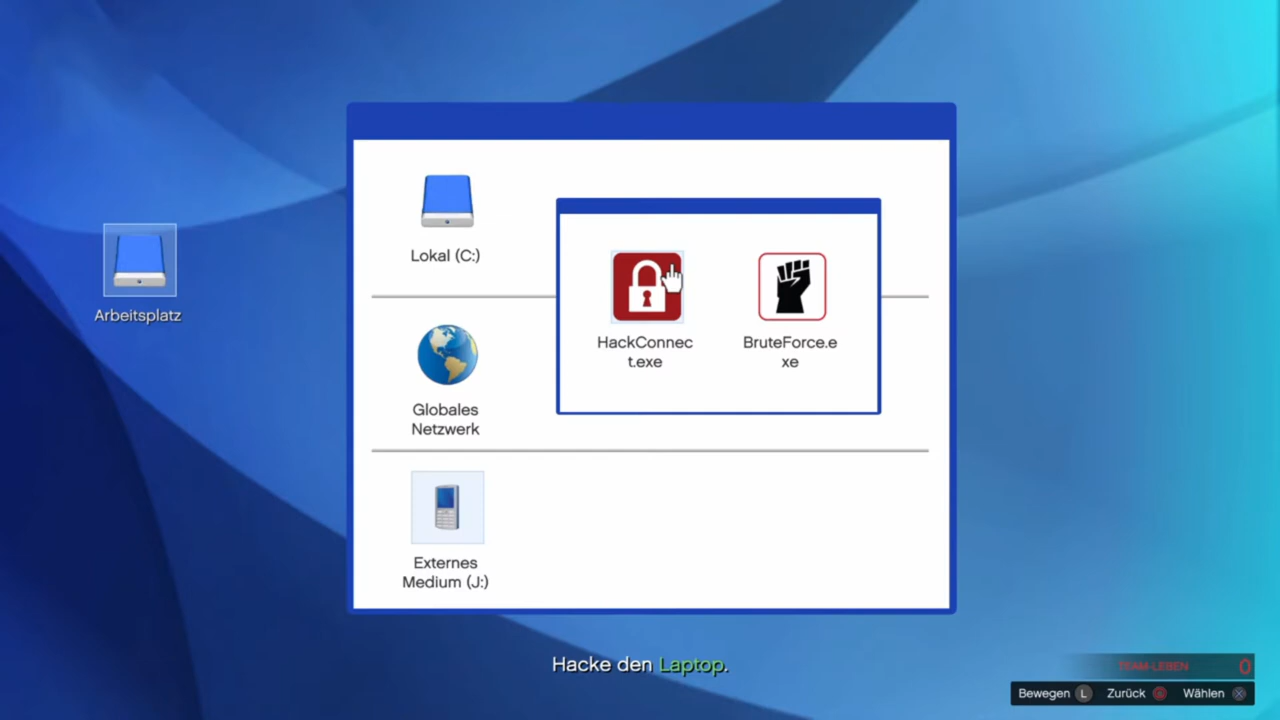 Lokal (C:)
Arbeitsplatz
HackConnec
t.exe
BruteForce.e
xe
Globales
Netzwerk
Externes
Medium (J:)
Hacke den Laptop.
TEAM-LEBEN 0
Bewegen L Zurück Wählen